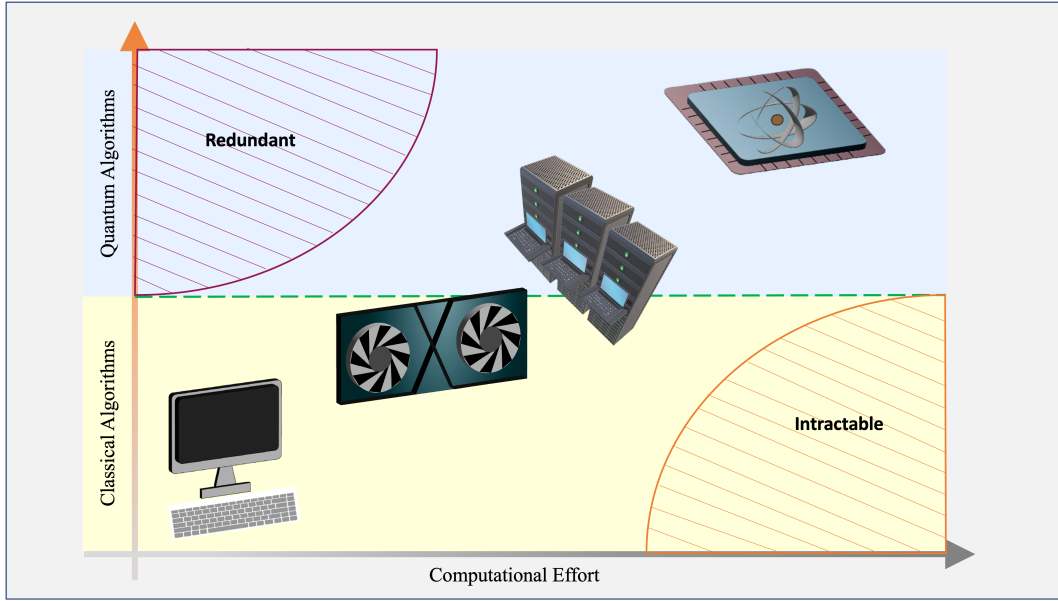 Quantum Algorithms
Redundant
Classical Algorithms
Intractable
Computational Effort